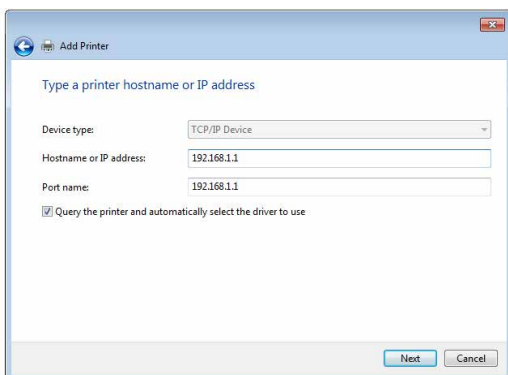 Add Printer
Type a printer hostname or IP address
Device type: TCP/IP Device
Hostname or IP address: 192.168.1.1
Port name: 192.168.1.1
Query the printer and automatically select the driver to use
Next Cancel